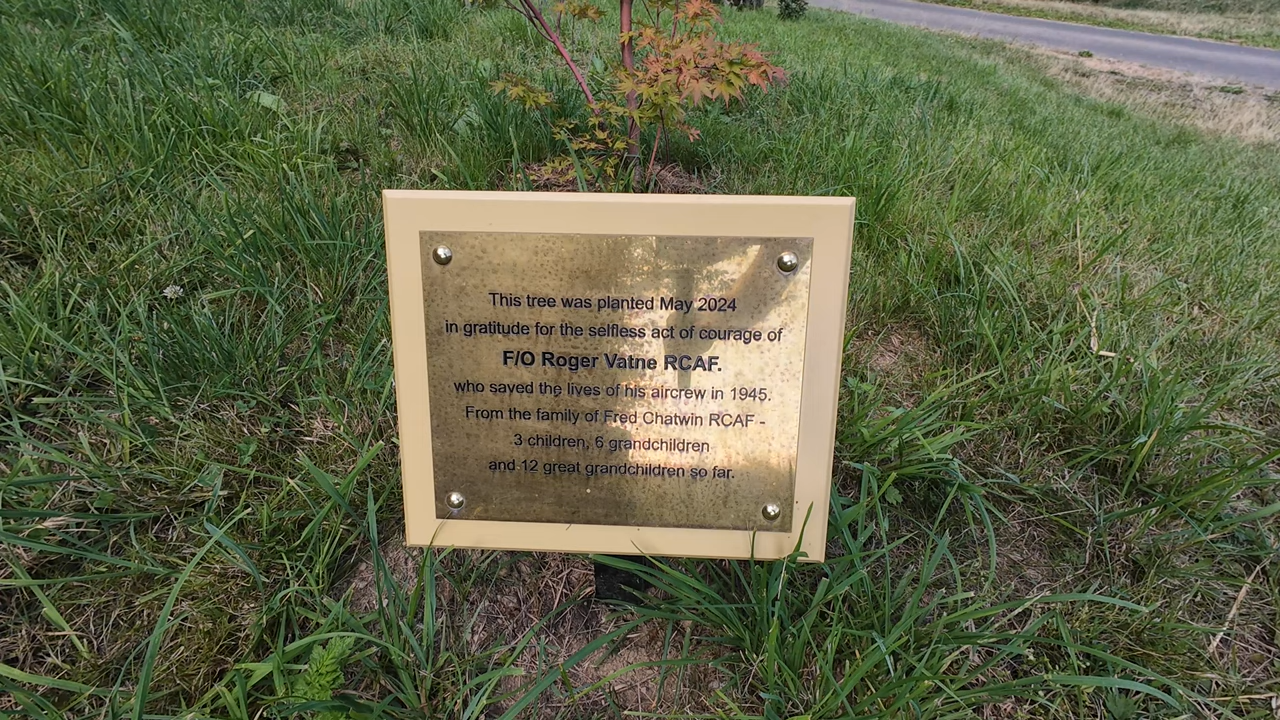 This tree was planted May 2024
in gratitude for the selfless act of courage of
F/O Roger Vatne RCAF.
who saved the lives of his aircrew in 1945.
From the family of Fred Chatwin RCAF -
3 children, 6 grandchildren
and 12 great grandchildren so far.